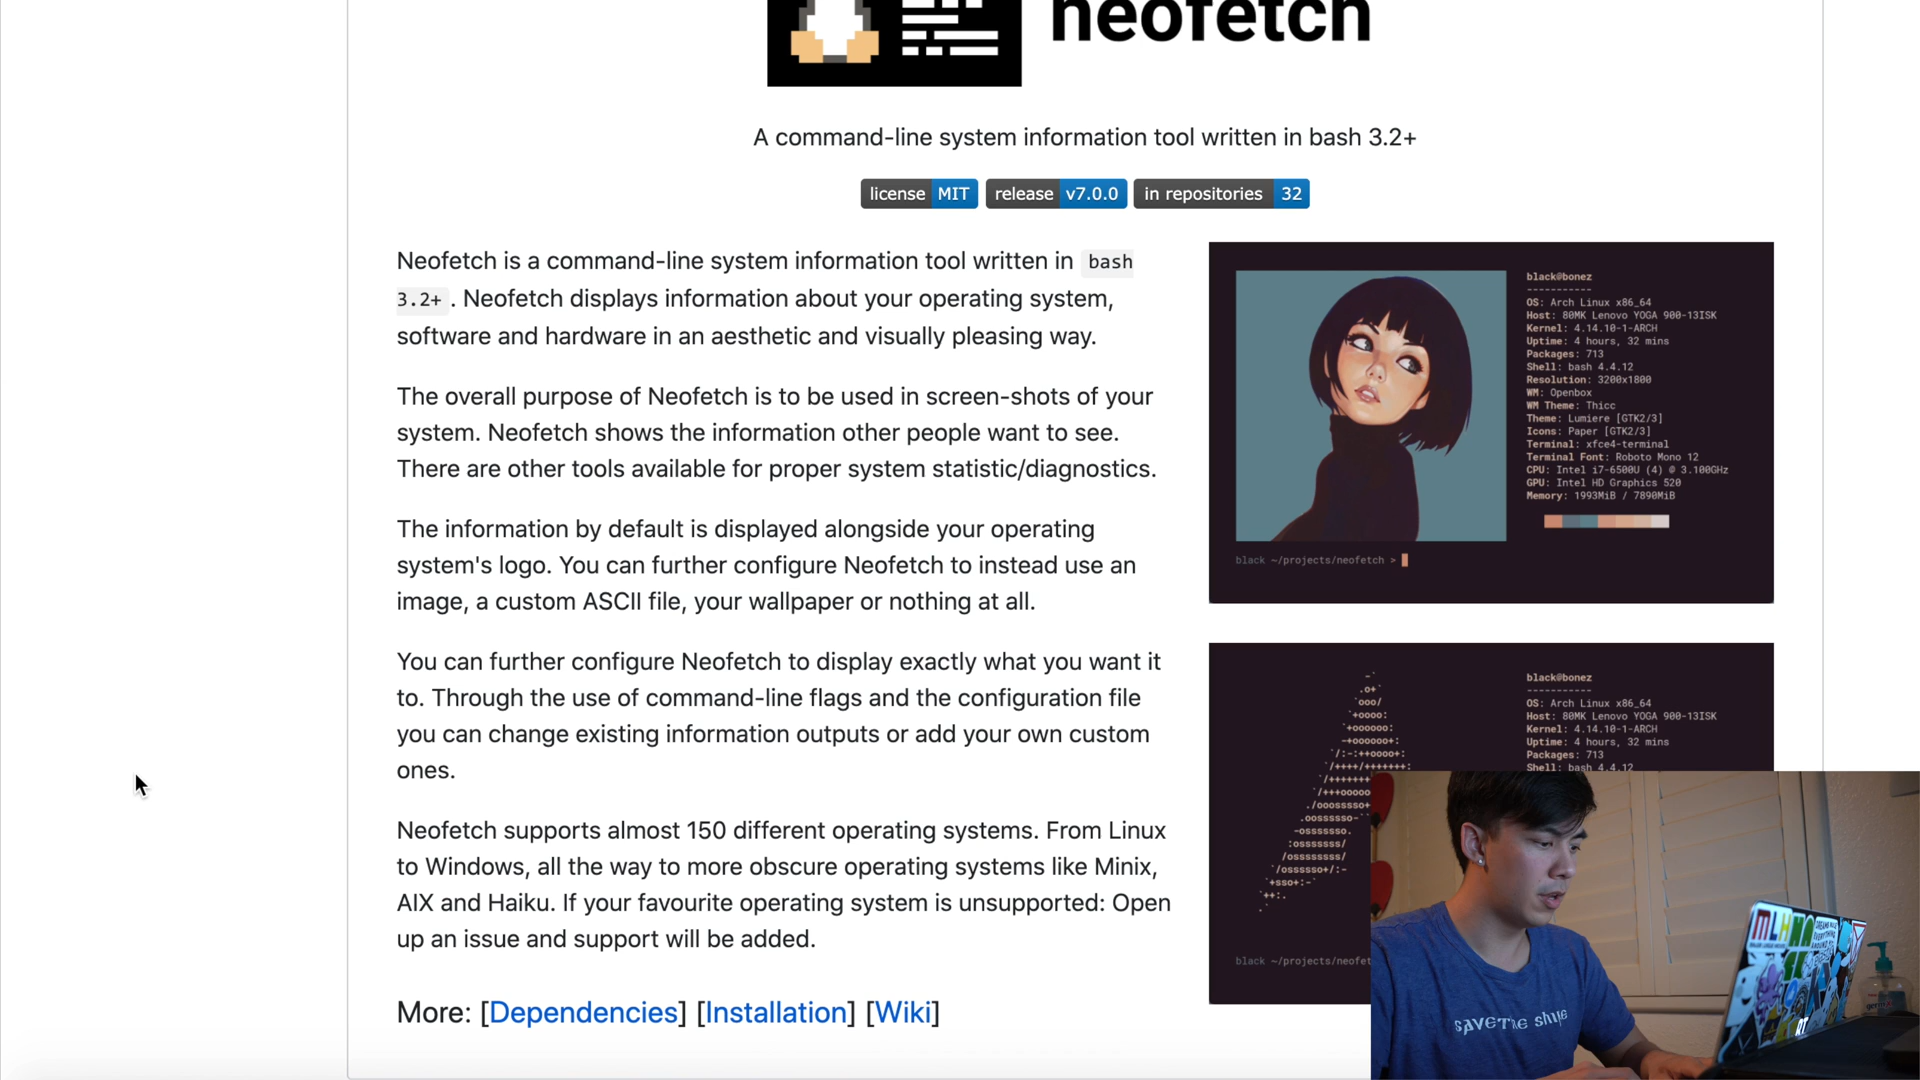 neofetch
A command-line system information tool written in bash 3.2+
license MIT release v7.0.0 in repositories 32
Neofetch is a command-line system information tool written in bash
3.2+ . Neofetch displays information about your operating system,
software and hardware in an aesthetic and visually pleasing way.
The overall purpose of Neofetch is to be used in screen-shots of your
system. Neofetch shows the information other people want to see.
There are other tools available for proper system statistic/diagnostics.
The information by default is displayed alongside your operating
system's logo. You can further configure Neofetch to instead use an
image, a custom ASCII file, your wallpaper or nothing at all.
You can further configure Neofetch to display exactly what you want it
to. Through the use of command-line flags and the configuration file
you can change existing information outputs or add your own custom
ones.
Neofetch supports almost 150 different operating systems. From Linux
to Windows, all the way to more obscure operating systems like Minix,
AIX and Haiku. If your favourite operating system is unsupported: Open
up an issue and support will be added.
More: [Dependencies] [Installation] [Wiki]
black@bonez
-----------
OS: Arch Linux x86_64
Host: 80MK Lenovo YOGA 900-13ISK
Kernel: 4.14.10-1-ARCH
Uptime: 4 hours, 32 mins
Packages: 713
Shell: bash 4.4.12
Resolution: 3200x1800
WM: Openbox
WM Theme: Thicc
Theme: Lumiere [GTK2/3]
Icons: Paper [GTK2/3]
Terminal: xfce4-terminal
Terminal Font: Roboto Mono 12
CPU: Intel i7-6500U (4) @ 3.100GHz
GPU: Intel HD Graphics 520
Memory: 1993MiB / 7890MiB
black ~/projects/neofetch >
black@bonez
-----------
OS: Arch Linux x86_64
Host: 80MK Lenovo YOGA 900-13ISK
Kernel: 4.14.10-1-ARCH
Uptime: 4 hours, 32 mins
Packages: 713
Shell: bash 4.4.12
black ~/projects/neofet
MLH
save the ships